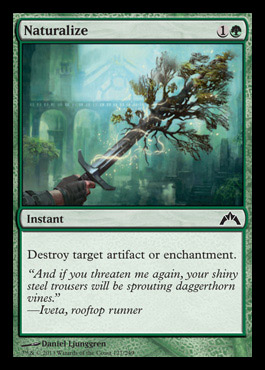 Naturalize 1
Instant
Destroy target artifact or enchantment.
“And if you threaten me again, your shiny
steel trousers will be sprouting daggerthorn
vines.”
—Iveta, rooftop runner
Daniel Ljunggren
™ & © 2013 Wizards of the Coast